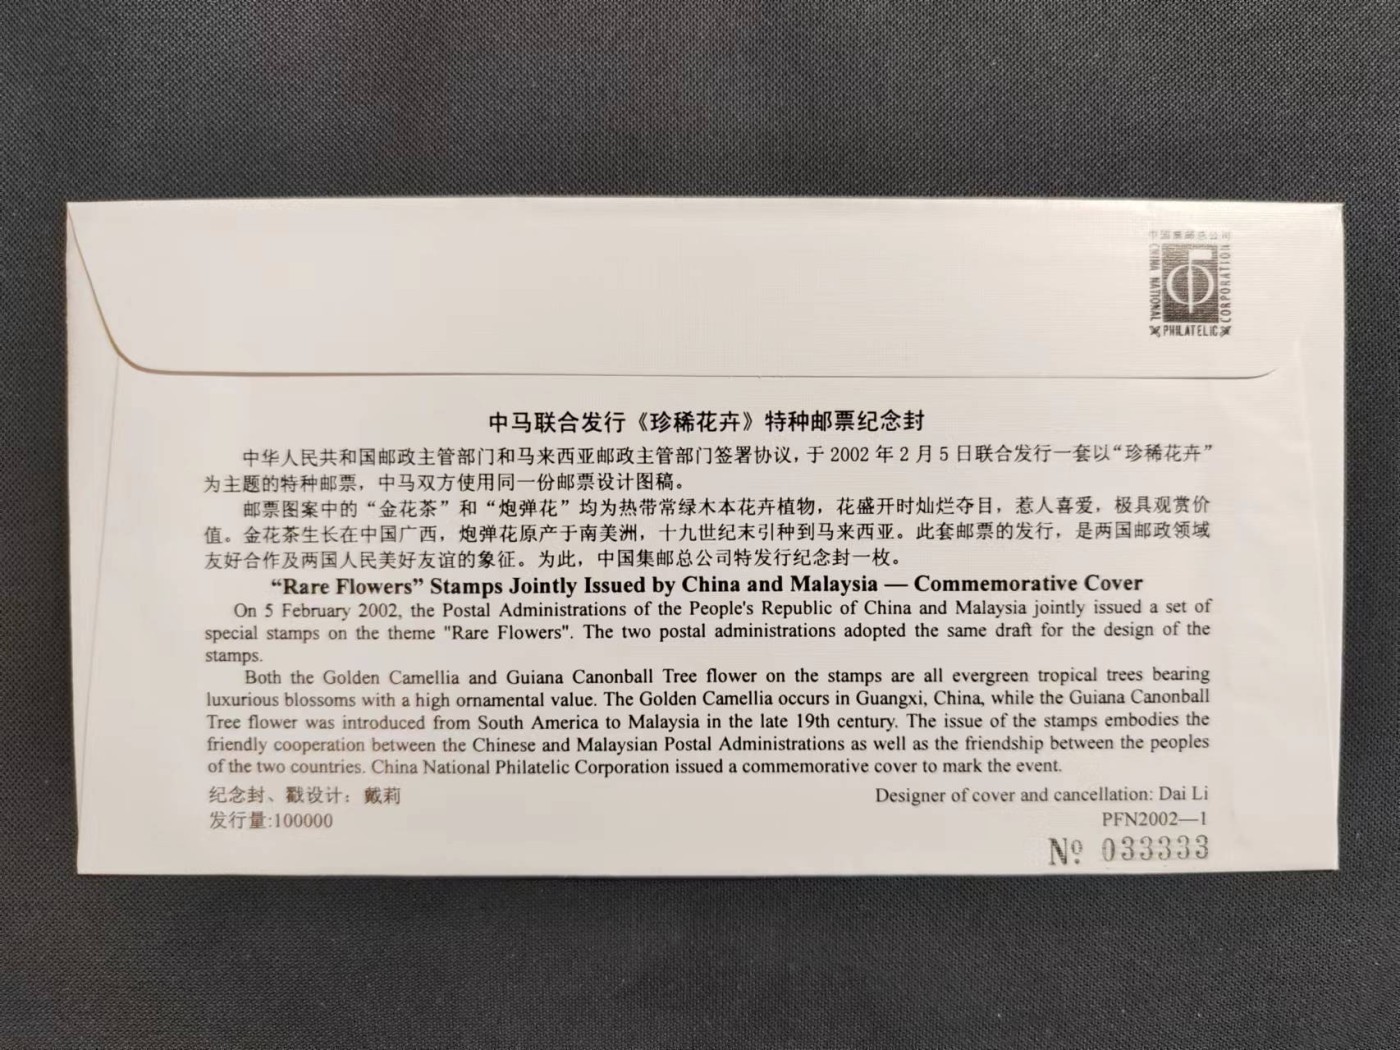 中国集邮总公司
CHINA NATIONAL
CORPORATION
PHILATELIC
中马联合发行《珍稀花卉》特种邮票纪念封
中华人民共和国邮政主管部门和马来西亚邮政主管部门签署协议，于 2002 年 2 月 5 日联合发行一套以“珍稀花卉”
为主题的特种邮票，中马双方使用同一份邮票设计图稿。
邮票图案中的“金花茶”和“炮弹花”均为热带常绿木本花卉植物，花盛开时灿烂夺目，惹人喜爱，极具观赏价
值。金花茶生长在中国广西，炮弹花原产于南美洲，十九世纪末引种到马来西亚。此套邮票的发行，是两国邮政领域
友好合作及两国人民美好友谊的象征。为此，中国集邮总公司特发行纪念封一枚。
“Rare Flowers” Stamps Jointly Issued by China and Malaysia — Commemorative Cover
On 5 February 2002, the Postal Administrations of the People's Republic of China and Malaysia jointly issued a set of
special stamps on the theme "Rare Flowers". The two postal administrations adopted the same draft for the design of the
stamps.
Both the Golden Camellia and Guiana Canonball Tree flower on the stamps are all evergreen tropical trees bearing
luxurious blossoms with a high ornamental value. The Golden Camellia occurs in Guangxi, China, while the Guiana Canonball
Tree flower was introduced from South America to Malaysia in the late 19th century. The issue of the stamps embodies the
friendly cooperation between the Chinese and Malaysian Postal Administrations as well as the friendship between the peoples
of the two countries. China National Philatelic Corporation issued a commemorative cover to mark the event.
纪念封、戳设计：戴莉
Designer of cover and cancellation: Dai Li
发行量:100000
PFN2002—1
Nº 033333